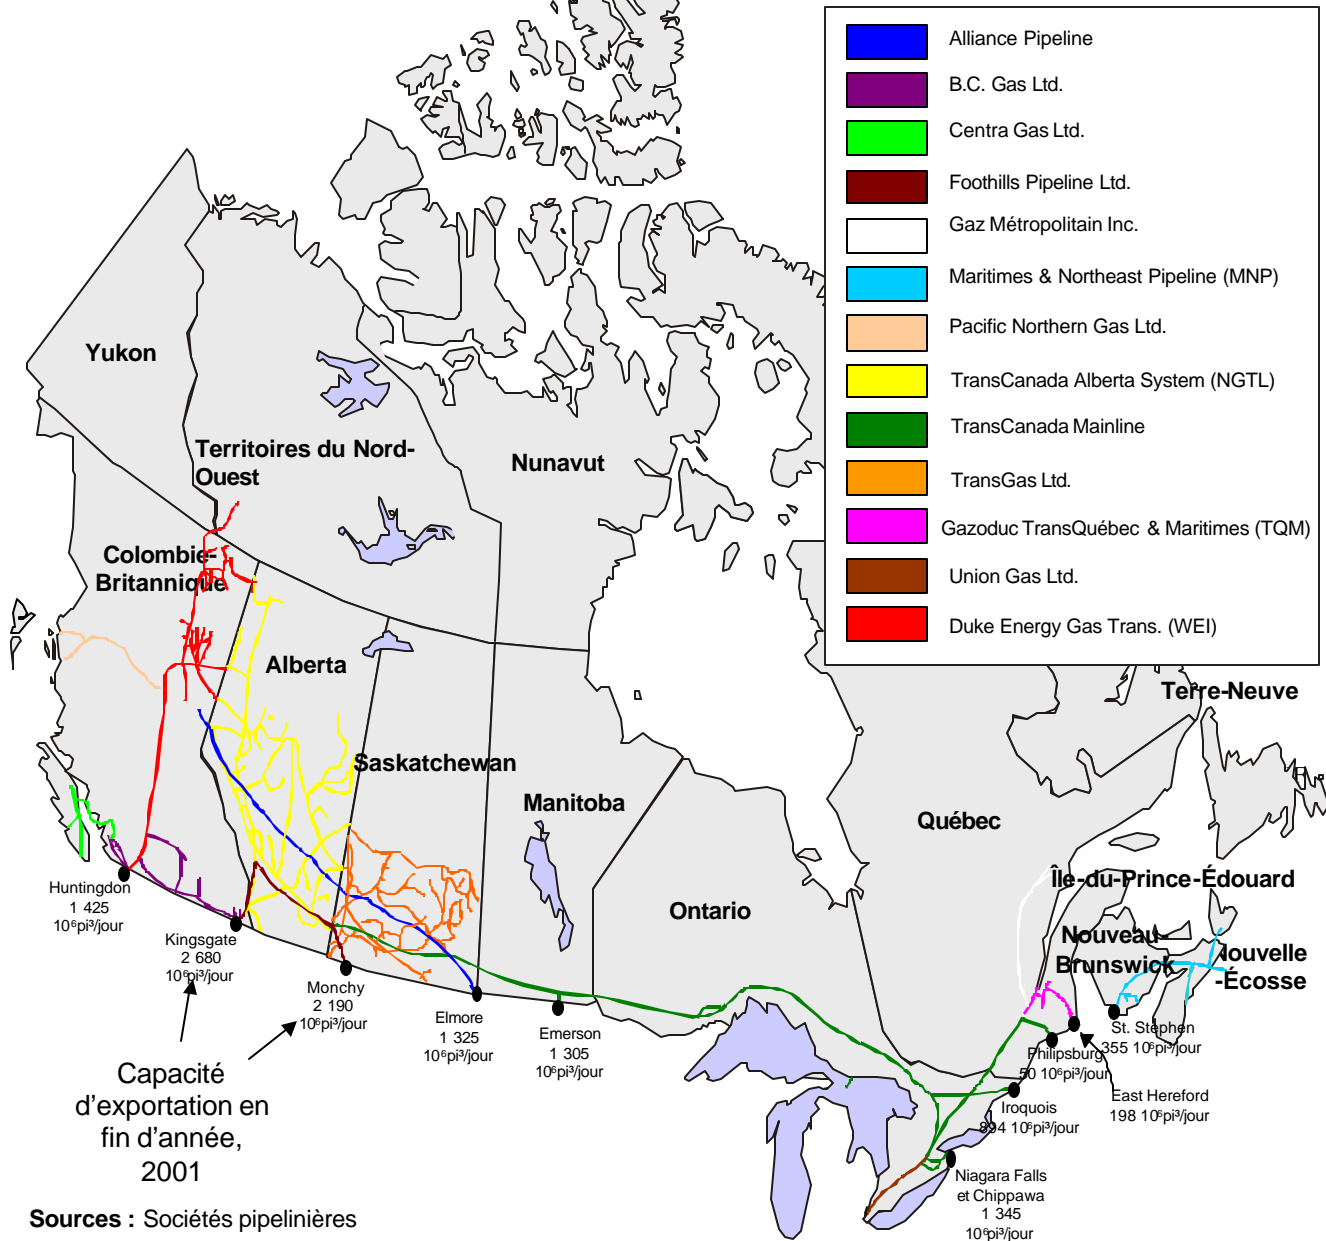 Alliance Pipeline
B.C. Gas Ltd.
Centra Gas Ltd.
Foothills Pipeline Ltd.
Gaz Métropolitain Inc.
Maritimes & Northeast Pipeline (MNP)
Pacific Northern Gas Ltd.
TransCanada Alberta System (NGTL)
TransCanada Mainline
TransGas Ltd.
Gazoduc TransQuébec & Maritimes (TQM)
Union Gas Ltd.
Duke Energy Gas Trans. (WEI)
Yukon
Territoires du Nord-
Ouest
Nunavut
Colombie-
Britannique
Alberta
Saskatchewan
Manitoba
Ontario
Québec
Terre-Neuve
Île-du-Prince-Édouard
Nouveau-
Brunswick
Nouvelle
-Écosse
Huntingdon
1 425
10⁶pi³/jour
Kingsgate
2 680
10⁶pi³/jour
Monchy
2 190
10⁶pi³/jour
Elmore
1 325
10⁶pi³/jour
Emerson
1 305
10⁶pi³/jour
St. Stephen
355 10⁶pi³/jour
Philipsburg
50 10⁶pi³/jour
East Hereford
198 10⁶pi³/jour
Iroquois
894 10⁶pi³/jour
Niagara Falls
et Chippawa
1 345
10⁶pi³/jour
Capacité
d'exportation en
fin d'année,
2001
Sources : Sociétés pipelinières